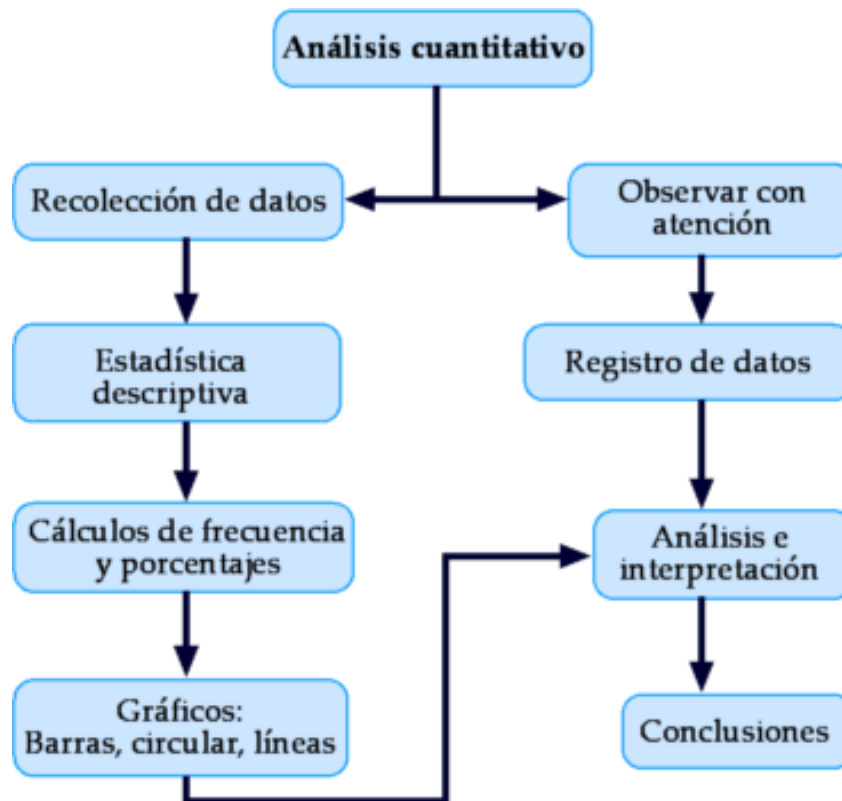 Análisis cuantitativo
Recolección de datos
Observar con
atención
Estadística
descriptiva
Registro de datos
Cálculos de frecuencia
y porcentajes
Análisis e
interpretación
Gráficos:
Barras, circular, líneas
Conclusiones